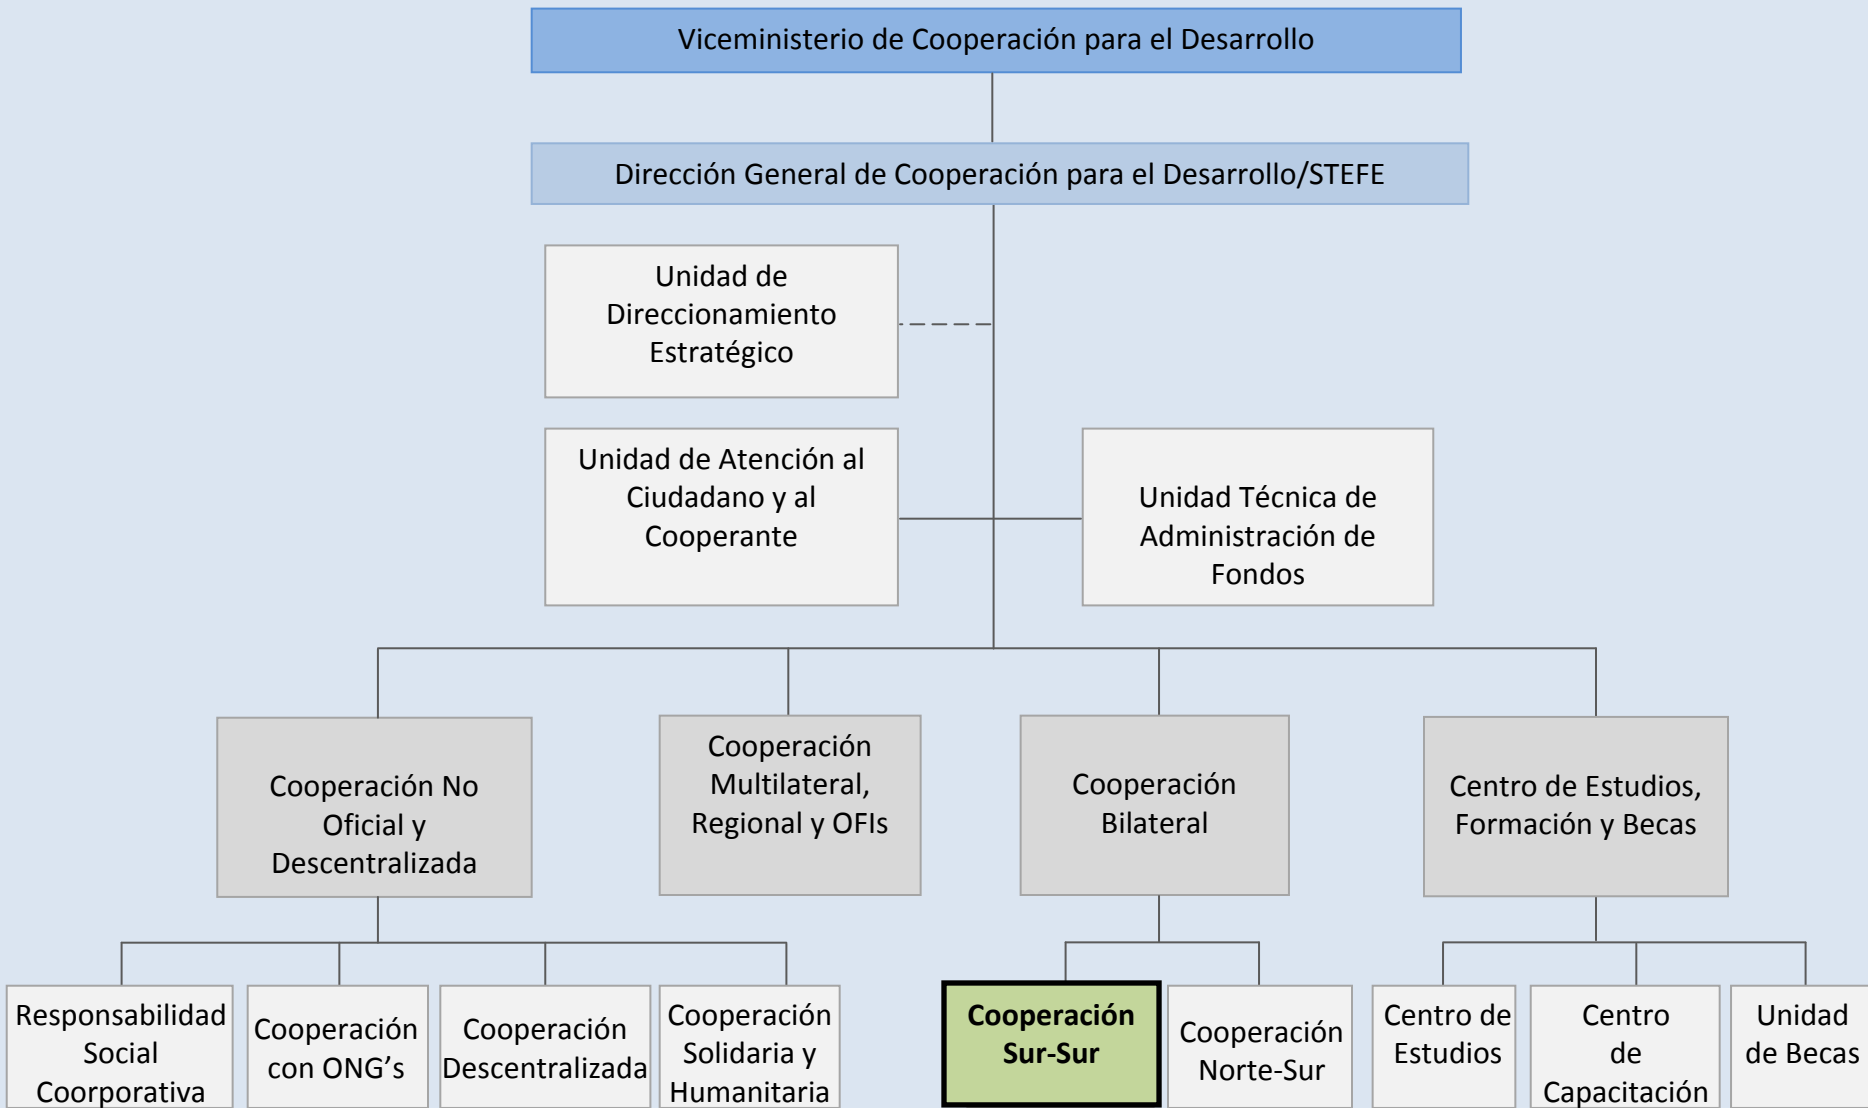 Viceministerio de Cooperación para el Desarrollo
Dirección General de Cooperación para el Desarrollo/STEFE
Unidad de
Direccionamiento
Estratégico
Unidad de Atención al
Ciudadano y al
Cooperante
Unidad Técnica de
Administración de
Fondos
Cooperación No
Oficial y
Descentralizada
Cooperación
Multilateral,
Regional y OFIs
Cooperación
Bilateral
Centro de Estudios,
Formación y Becas
Responsabilidad
Social
Coorporativa
Cooperación
con ONG’s
Cooperación
Descentralizada
Cooperación
Solidaria y
Humanitaria
Cooperación
Sur-Sur
Cooperación
Norte-Sur
Centro de
Estudios
Centro
de
Capacitación
Unidad
de Becas